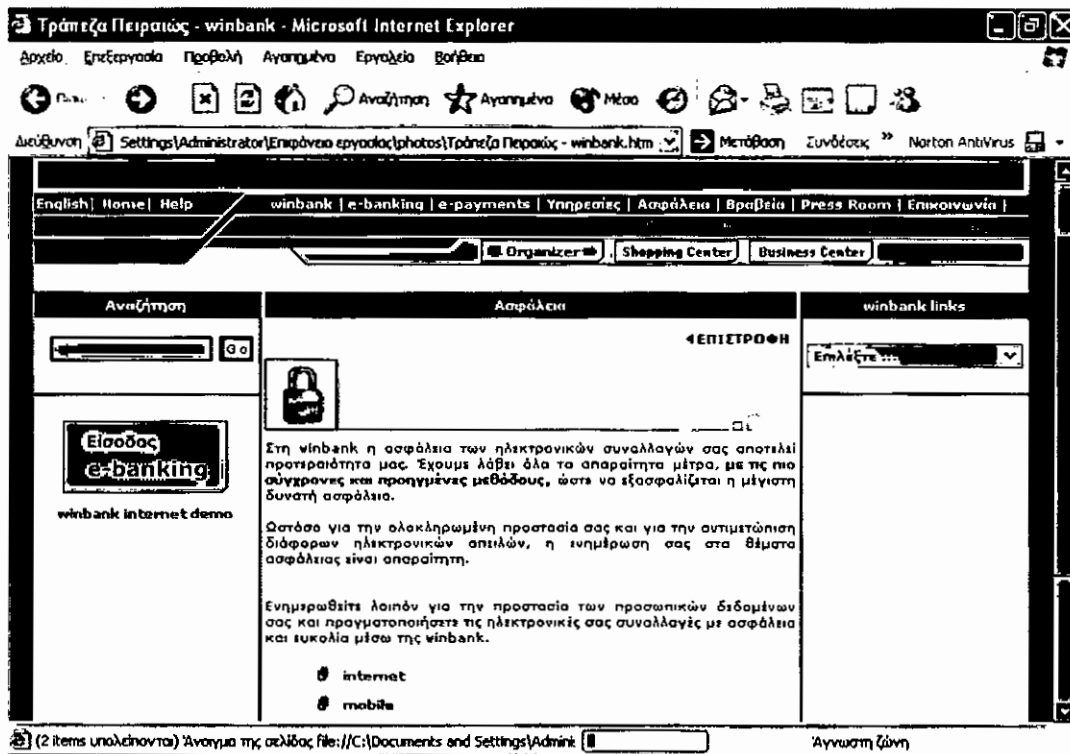 Τράπεζα Πειραιώς - winbank - Microsoft Internet Explorer
Αρχείο Επεξεργασία Προβολή Αγαπημένα Εργαλεία Βοήθεια
Αναζήτηση Αγαπημένα Μέσα
Διεύθυνση Settings\Administrator\Επιφάνεια εργασίας\photos\Τράπεζα Πειραιώς - winbank.htm Μετάβαση Συνδέσεις » Norton AntiVirus
English | Home | Help winbank | e-banking | e-payments | Υπηρεσίες | Ασφάλεια | Βραβεία | Press Room | Επικοινωνία |
Organizer Shopping Center Business Center
Αναζήτηση Ασφάλεια winbank links
ΕΠΙΣΤΡΟΦΗ
Go
Επιλέξτε ...
Είσοδος
e-banking
winbank internet demo
Στη winbank η ασφάλεια των ηλεκτρονικών συναλλαγών σας αποτελεί
προτεραιότητα μας. Έχουμε λάβει όλα τα απαραίτητα μέτρα, με τις πιο
σύγχρονες και προηγμένες μεθόδους, ώστε να εξασφαλίζεται η μέγιστη
δυνατή ασφάλεια.
Ωστόσο για την ολοκληρωμένη προστασία σας και για την αντιμετώπιση
διάφορων ηλεκτρονικών απειλών, η ενημέρωση σας στα θέματα
ασφάλειας είναι απαραίτητη.
Ενημερωθείτε λοιπόν για την προστασία των προσωπικών δεδομένων
σας και πραγματοποιήσετε τις ηλεκτρονικές σας συναλλαγές με ασφάλεια
και ευκολία μέσω της winbank.
internet
mobile
(2 items υπολείπονται) Άνοιγμα της σελίδας file://C:\Documents and Settings\Admini Άγνωστη ζώνη